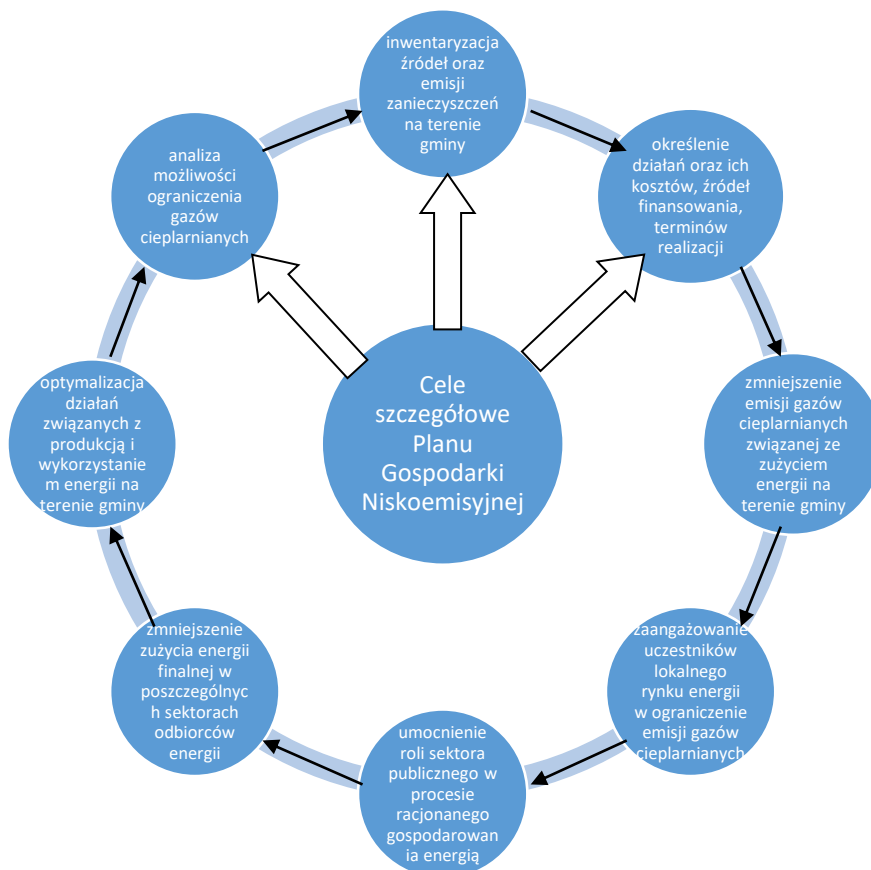 inwentaryzacja
źródeł oraz
emisji
zanieczyszczeń
na terenie
gminy
określenie
działań oraz ich
kosztów, źródeł
finansowania,
terminów
realizacji
zmniejszenie
emisji gazów
cieplarnianych
związanej ze
zużyciem
energii na
terenie gminy
zaangażowanie
uczestników
lokalnego
rynku energii
w ograniczenie
emisji gazów
cieplarnianych
umocnienie
roli sektora
publicznego w
procesie
racjonanego
gospodarowan
ia energią
zmniejszenie
zużycia energii
finalnej w
poszczególnyc
h sektorach
odbiorców
energii
optymalizacja
działań
związanych z
produkcją i
wykorzystanie
m energii na
terenie gminy
analiza
możliwości
ograniczenia
gazów
cieplarnianych
Cele
szczegółowe
Planu
Gospodarki
Niskoemisyjnej